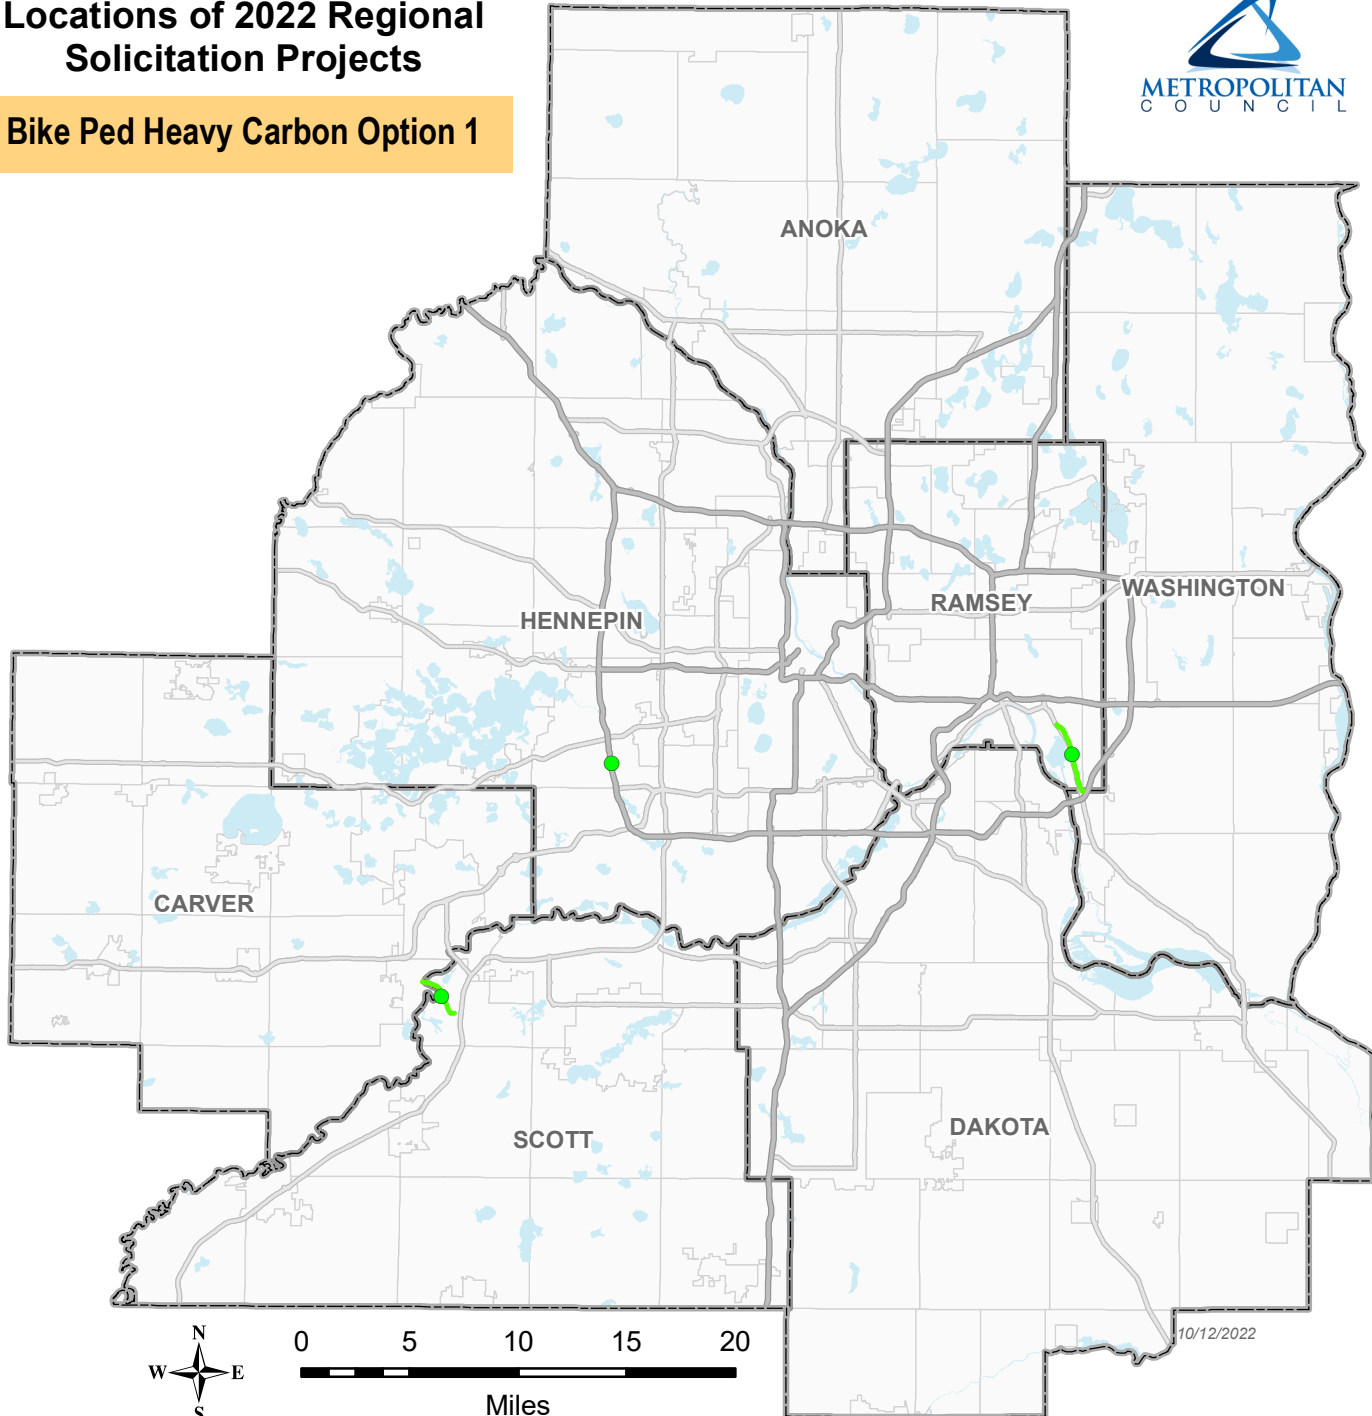 Locations of 2022 Regional
Solicitation Projects
Bike Ped Heavy Carbon Option 1
METROPOLITAN
COUNCIL
ANOKA
HENNEPIN
RAMSEY
WASHINGTON
CARVER
SCOTT
DAKOTA
10/12/2022
N
W E
S
0 5 10 15 20
Miles